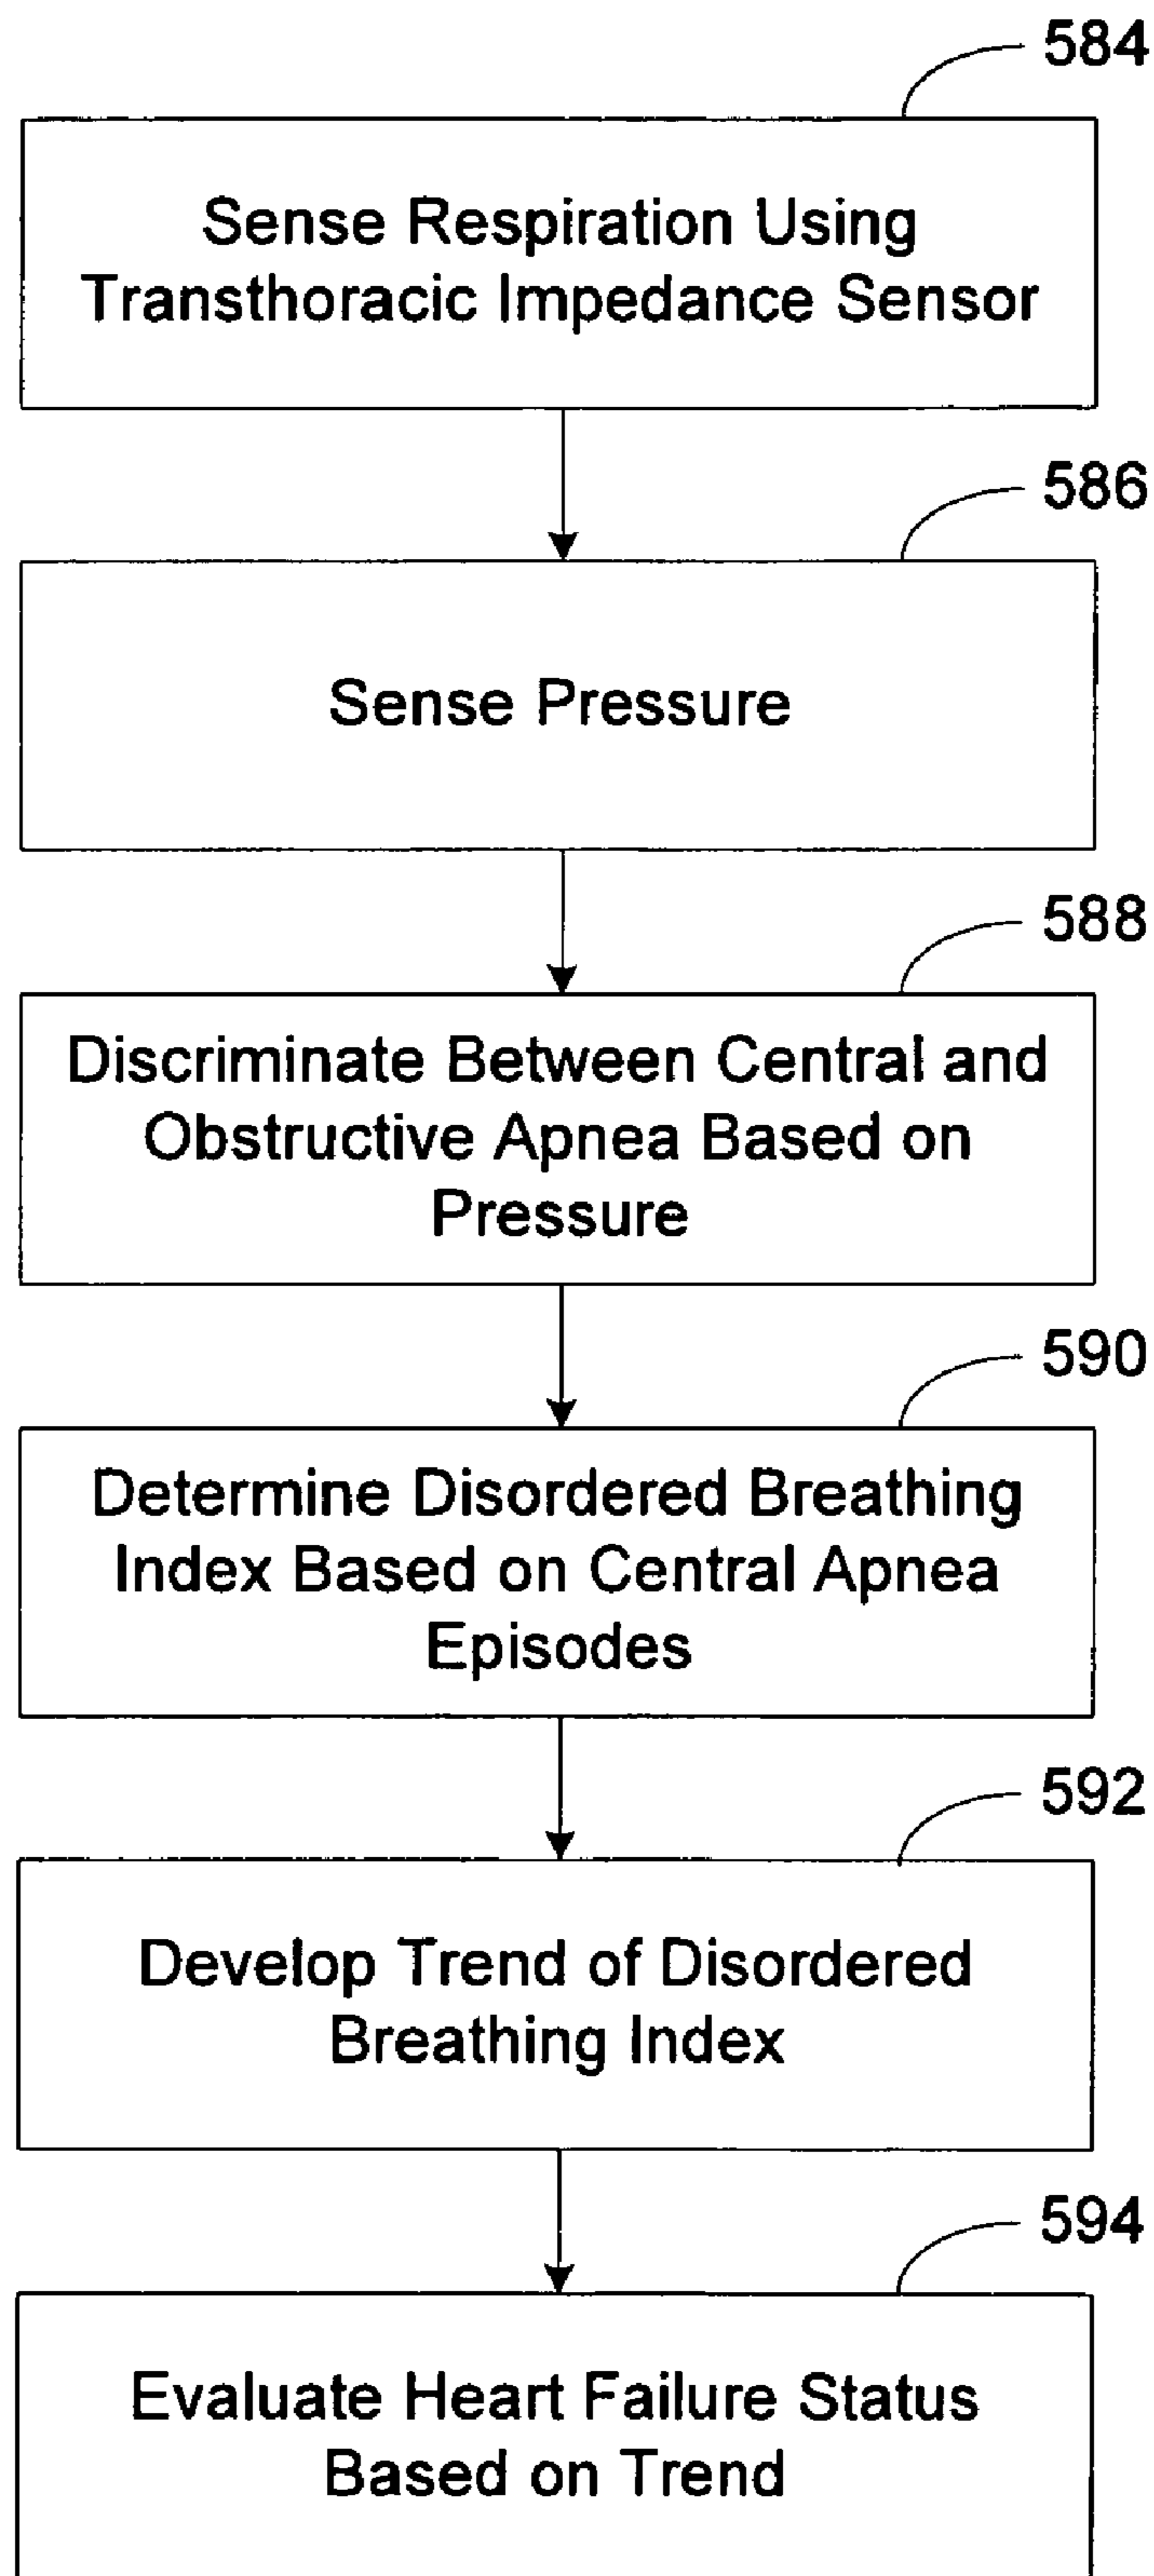 584
Sense Respiration Using
Transthoracic Impedance Sensor
586
Sense Pressure
588
Discriminate Between Central and
Obstructive Apnea Based on
Pressure
590
Determine Disordered Breathing
Index Based on Central Apnea
Episodes
592
Develop Trend of Disordered
Breathing Index
594
Evaluate Heart Failure Status
Based on Trend